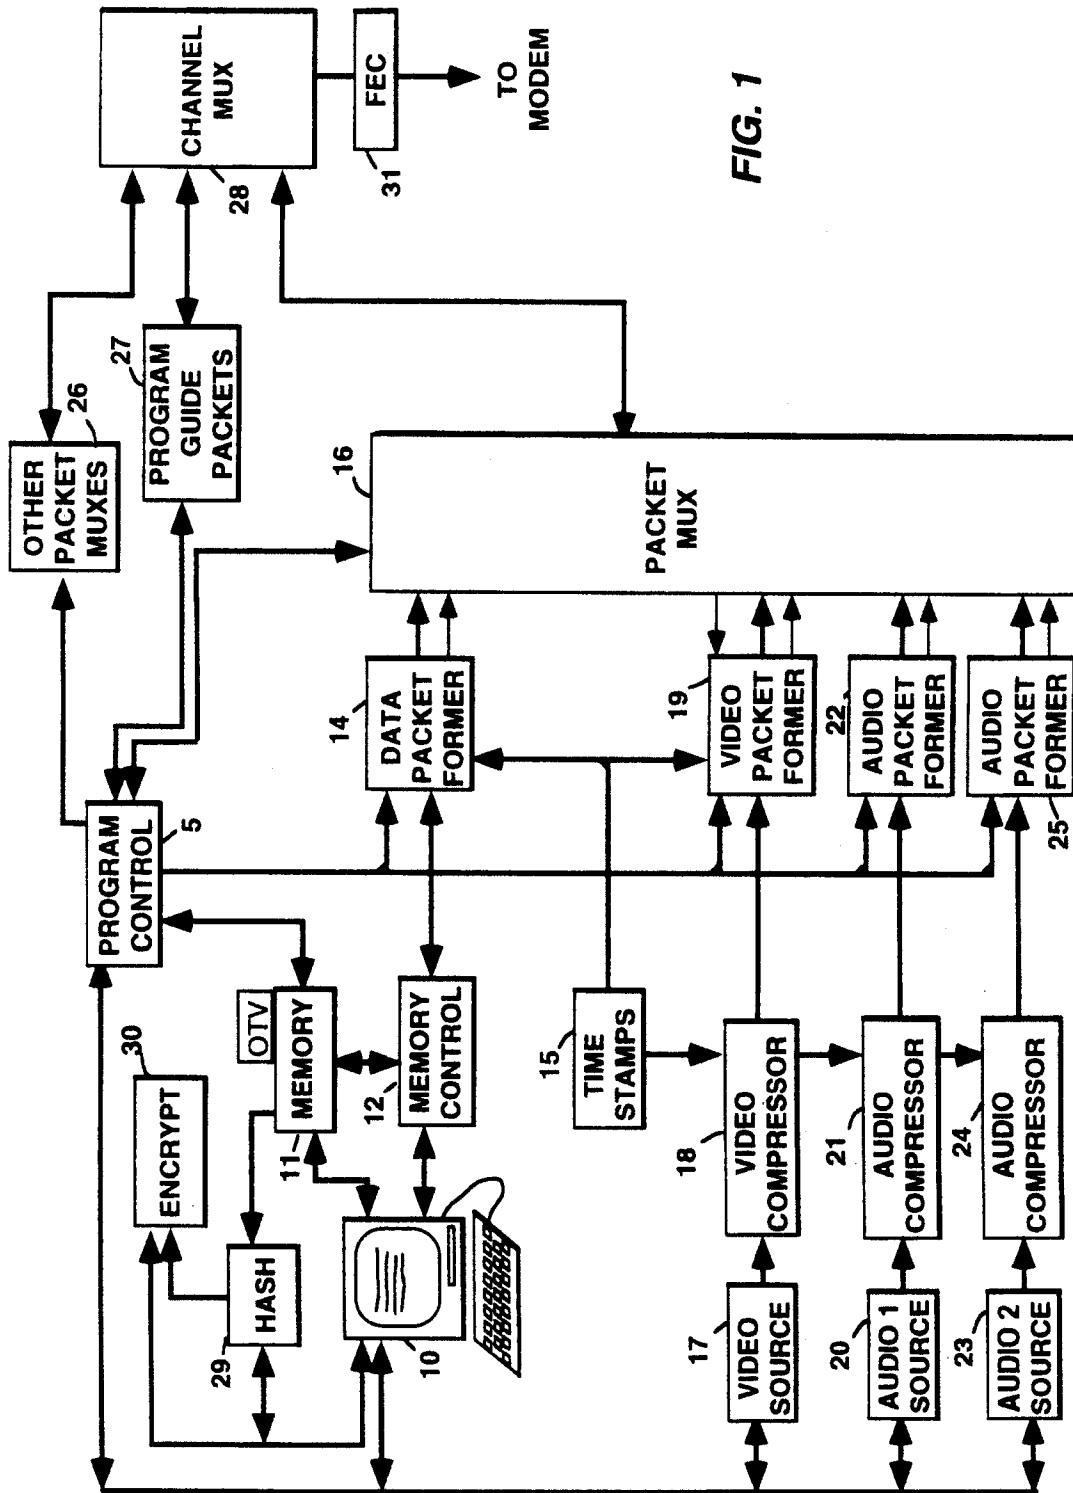 PROGRAM
CONTROL
5
OTHER
PACKET
MUXES
26
PROGRAM
GUIDE
PACKETS
27
CHANNEL
MUX
28
FEC
31
TO
MODEM
ENCRYPT
30
HASH
29
OTV
MEMORY
11
MEMORY
CONTROL
12
10
DATA
PACKET
FORMER
14
TIME
STAMPS
15
PACKET
MUX
16
VIDEO
SOURCE
17
VIDEO
COMPRESSOR
18
VIDEO
PACKET
FORMER
19
AUDIO 1
SOURCE
20
AUDIO
COMPRESSOR
21
AUDIO
PACKET
FORMER
22
AUDIO 2
SOURCE
23
AUDIO
COMPRESSOR
24
AUDIO
PACKET
FORMER
25
FIG. 1